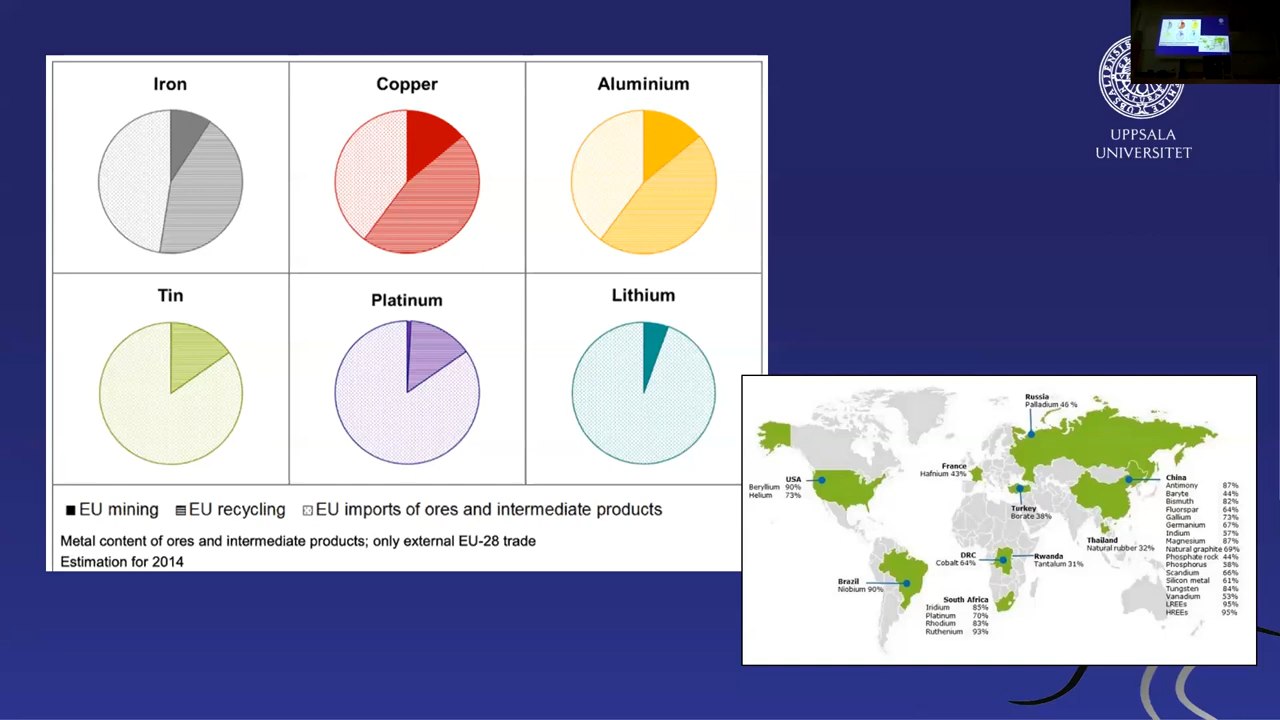 Iron
Copper
Aluminium
Tin
Platinum
Lithium
EU mining
EU recycling
EU imports of ores and intermediate products
Metal content of ores and intermediate products; only external EU-28 trade
Estimation for 2014
UPPSALA
UNIVERSITET
Russia
Palladium 46 %
France
Hafnium 43%
USA
Beryllium 90%
Helium 73%
Turkey
Borate 38%
China
Antimony 87%
Baryte 44%
Bismuth 82%
Fluorspar 64%
Gallium 73%
Germanium 67%
Indium 57%
Magnesium 87%
Natural graphite 69%
Phosphate rock 44%
Phosphorus 58%
Scandium 66%
Silicon metal 61%
Tungsten 84%
Vanadium 53%
LREEs 95%
HREEs 95%
Thailand
Natural rubber 32%
DRC
Cobalt 64%
Rwanda
Tantalum 31%
Brazil
Niobium 90%
South Africa
Iridium 85%
Platinum 70%
Rhodium 83%
Ruthenium 93%